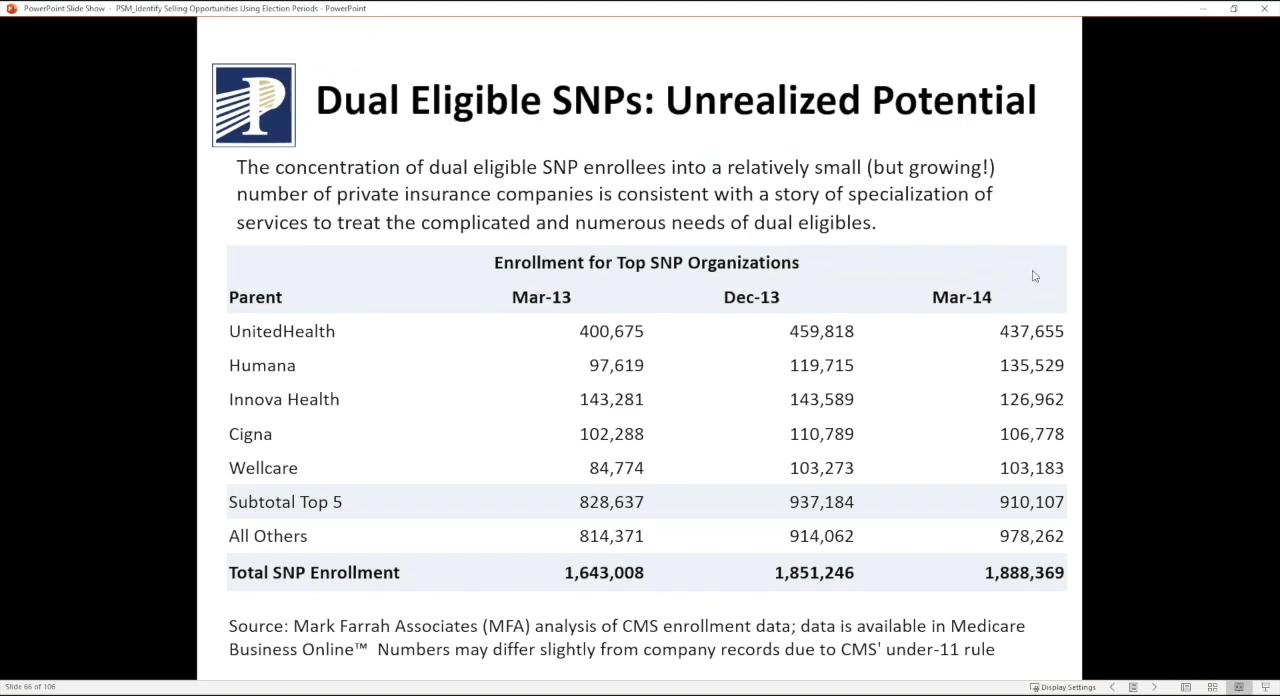 PowerPoint Slide Show - PSM_Identify Selling Opportunities Using Election Periods - PowerPoint
P
Dual Eligible SNPs: Unrealized Potential
The concentration of dual eligible SNP enrollees into a relatively small (but growing!)
number of private insurance companies is consistent with a story of specialization of
services to treat the complicated and numerous needs of dual eligibles.
Enrollment for Top SNP Organizations
Parent Mar-13 Dec-13 Mar-14
UnitedHealth 400,675 459,818 437,655
Humana 97,619 119,715 135,529
Innova Health 143,281 143,589 126,962
Cigna 102,288 110,789 106,778
Wellcare 84,774 103,273 103,183
Subtotal Top 5 828,637 937,184 910,107
All Others 814,371 914,062 978,262
Total SNP Enrollment 1,643,008 1,851,246 1,888,369
Source: Mark Farrah Associates (MFA) analysis of CMS enrollment data; data is available in Medicare
Business Online™ Numbers may differ slightly from company records due to CMS' under-11 rule
Slide 66 of 106 Display Settings